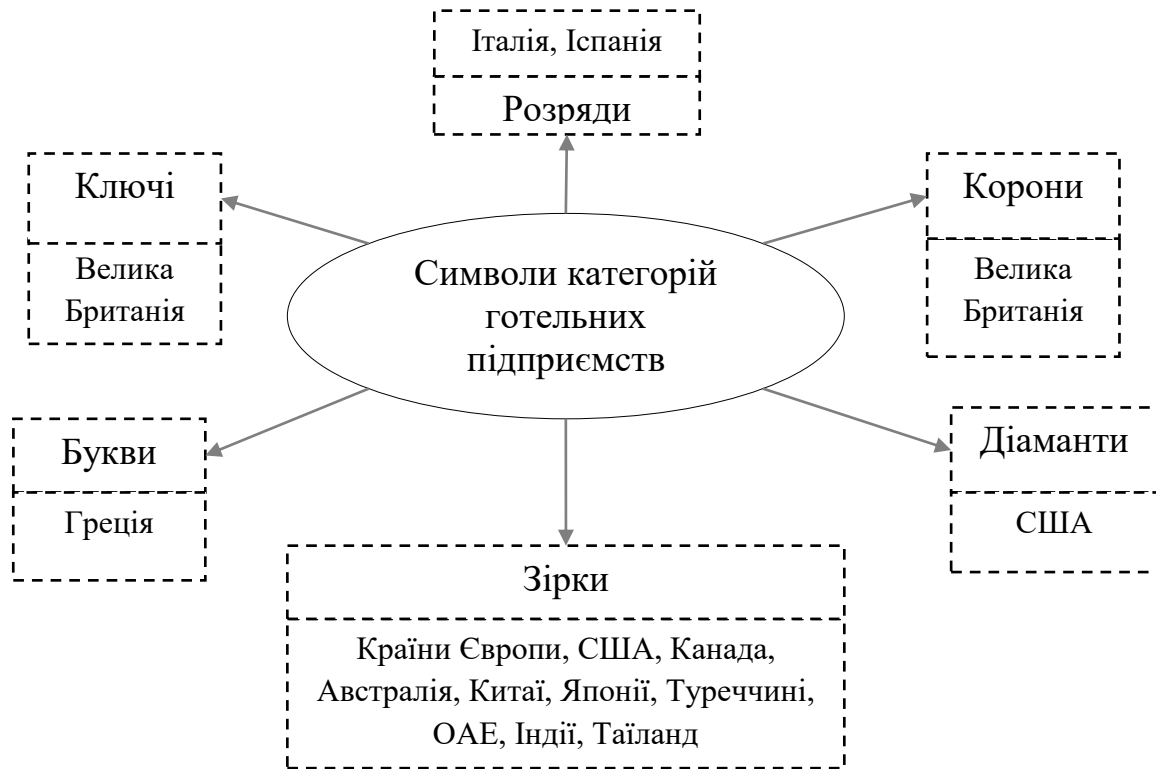 Італія, Іспанія
Розряди
Ключі
Велика
Британія
Корони
Велика
Британія
Символи категорій
готельних
підприємств
Букви
Греція
Діаманти
США
Зірки
Країни Європи, США, Канада,
Австралія, Китаї, Японії, Туреччині,
ОАЕ, Індії, Таїланд